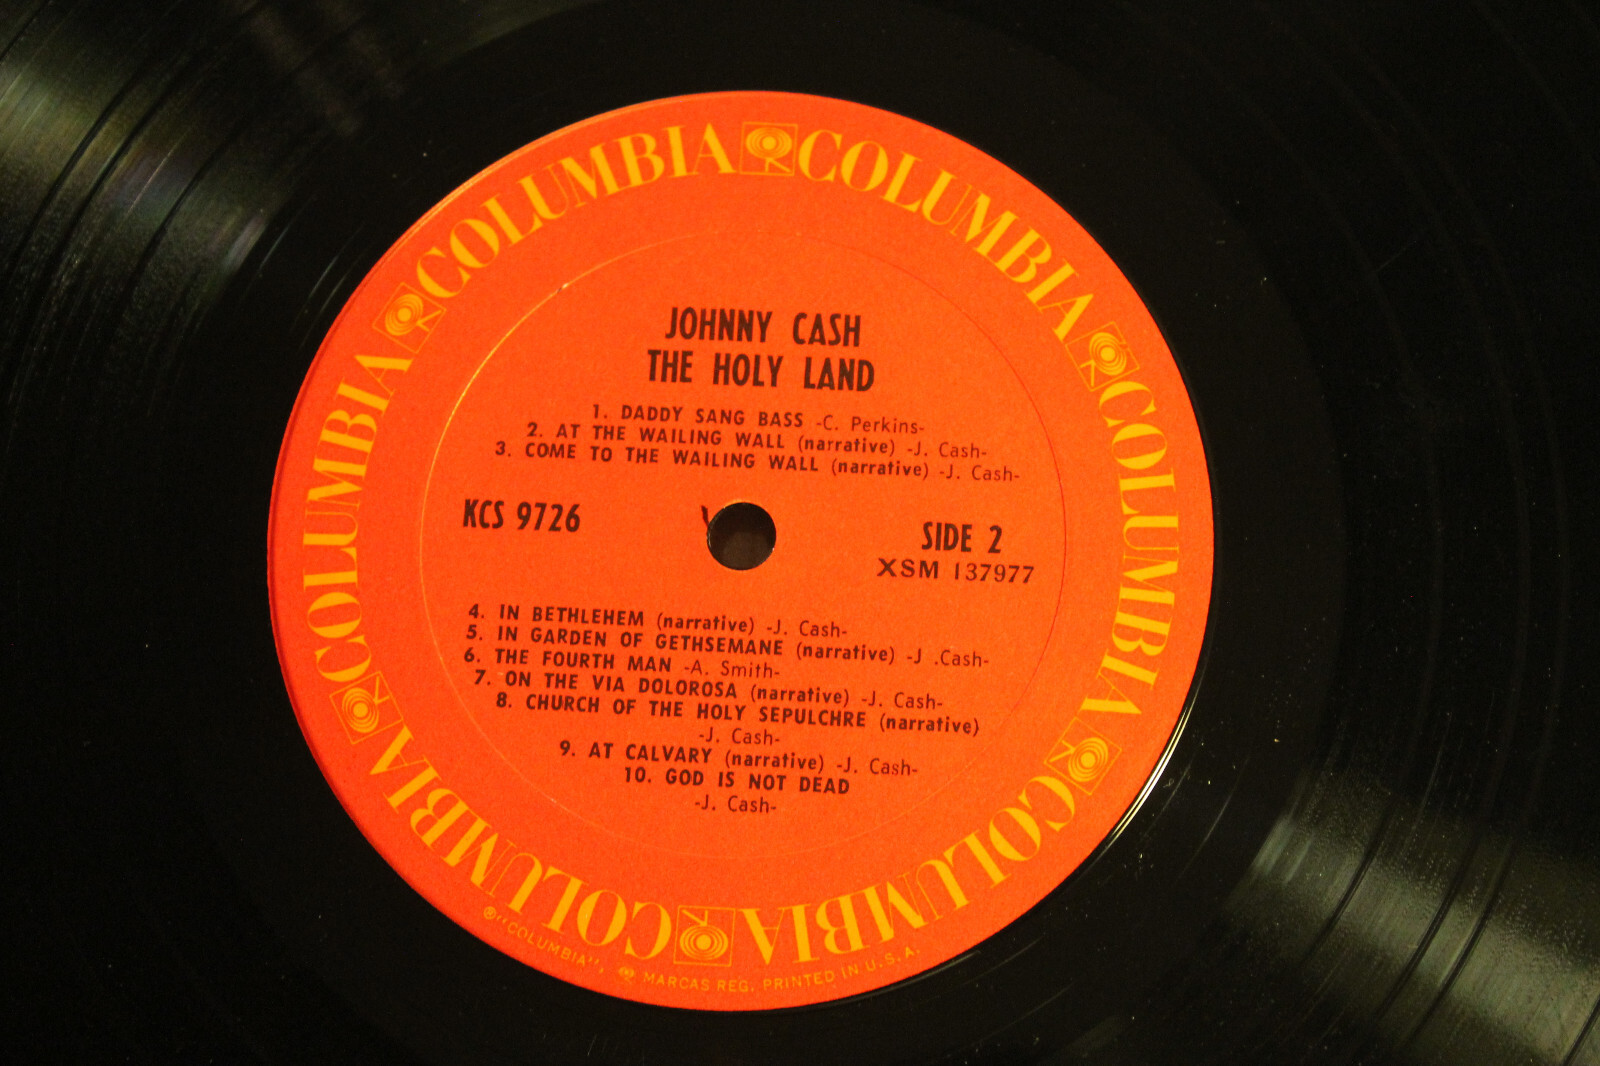 COLUMBIA COLUMBIA COLUMBIA COLUMBIA COLUMBIA COLUMBIA COLUMBIA COLUMBIA
JOHNNY CASH
THE HOLY LAND
1. DADDY SANG BASS -C. Perkins-
2. AT THE WAILING WALL (narrative) -J. Cash-
3. COME TO THE WAILING WALL (narrative) -J. Cash-
KCS 9726
SIDE 2
XSM 137977
4. IN BETHLEHEM (narrative) -J. Cash-
5. IN GARDEN OF GETHSEMANE (narrative) -J .Cash-
6. THE FOURTH MAN -A. Smith-
7. ON THE VIA DOLOROSA (narrative) -J. Cash-
8. CHURCH OF THE HOLY SEPULCHRE (narrative)
-J. Cash-
9. AT CALVARY (narrative) -J. Cash-
10. GOD IS NOT DEAD
-J. Cash-
®"COLUMBIA", MARCAS REG. PRINTED IN U.S.A.